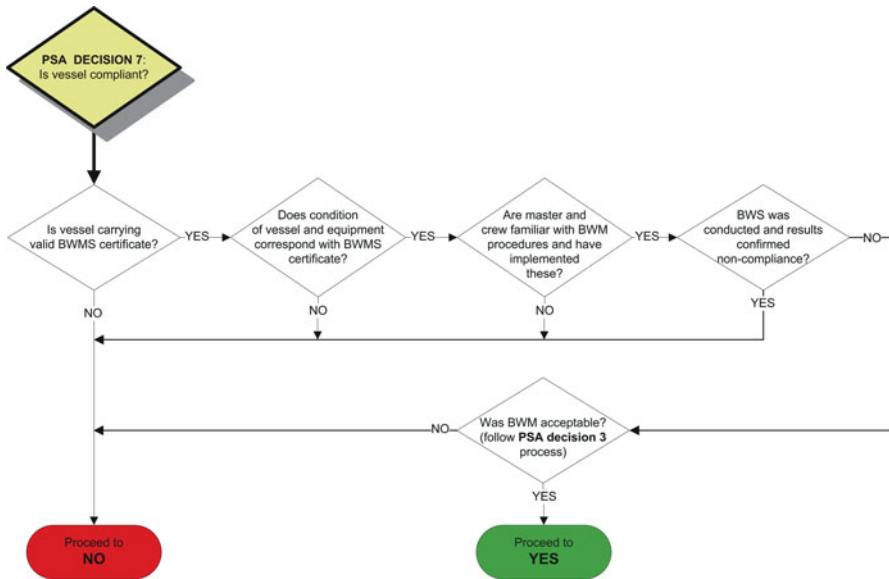 PSA DECISION 7:
Is vessel compliant?
Is vessel carrying
valid BWMS certificate?
YES
Does condition
of vessel and equipment
correspond with BWMS
certificate?
YES
Are master and
crew familiar with BWM
procedures and have
implemented
these?
YES
BWS was
conducted and results
confirmed
non-compliance?
NO
NO
NO
NO
YES
Was BWM acceptable?
(follow PSA decision 3
process)
NO
YES
Proceed to
NO
Proceed to
YES